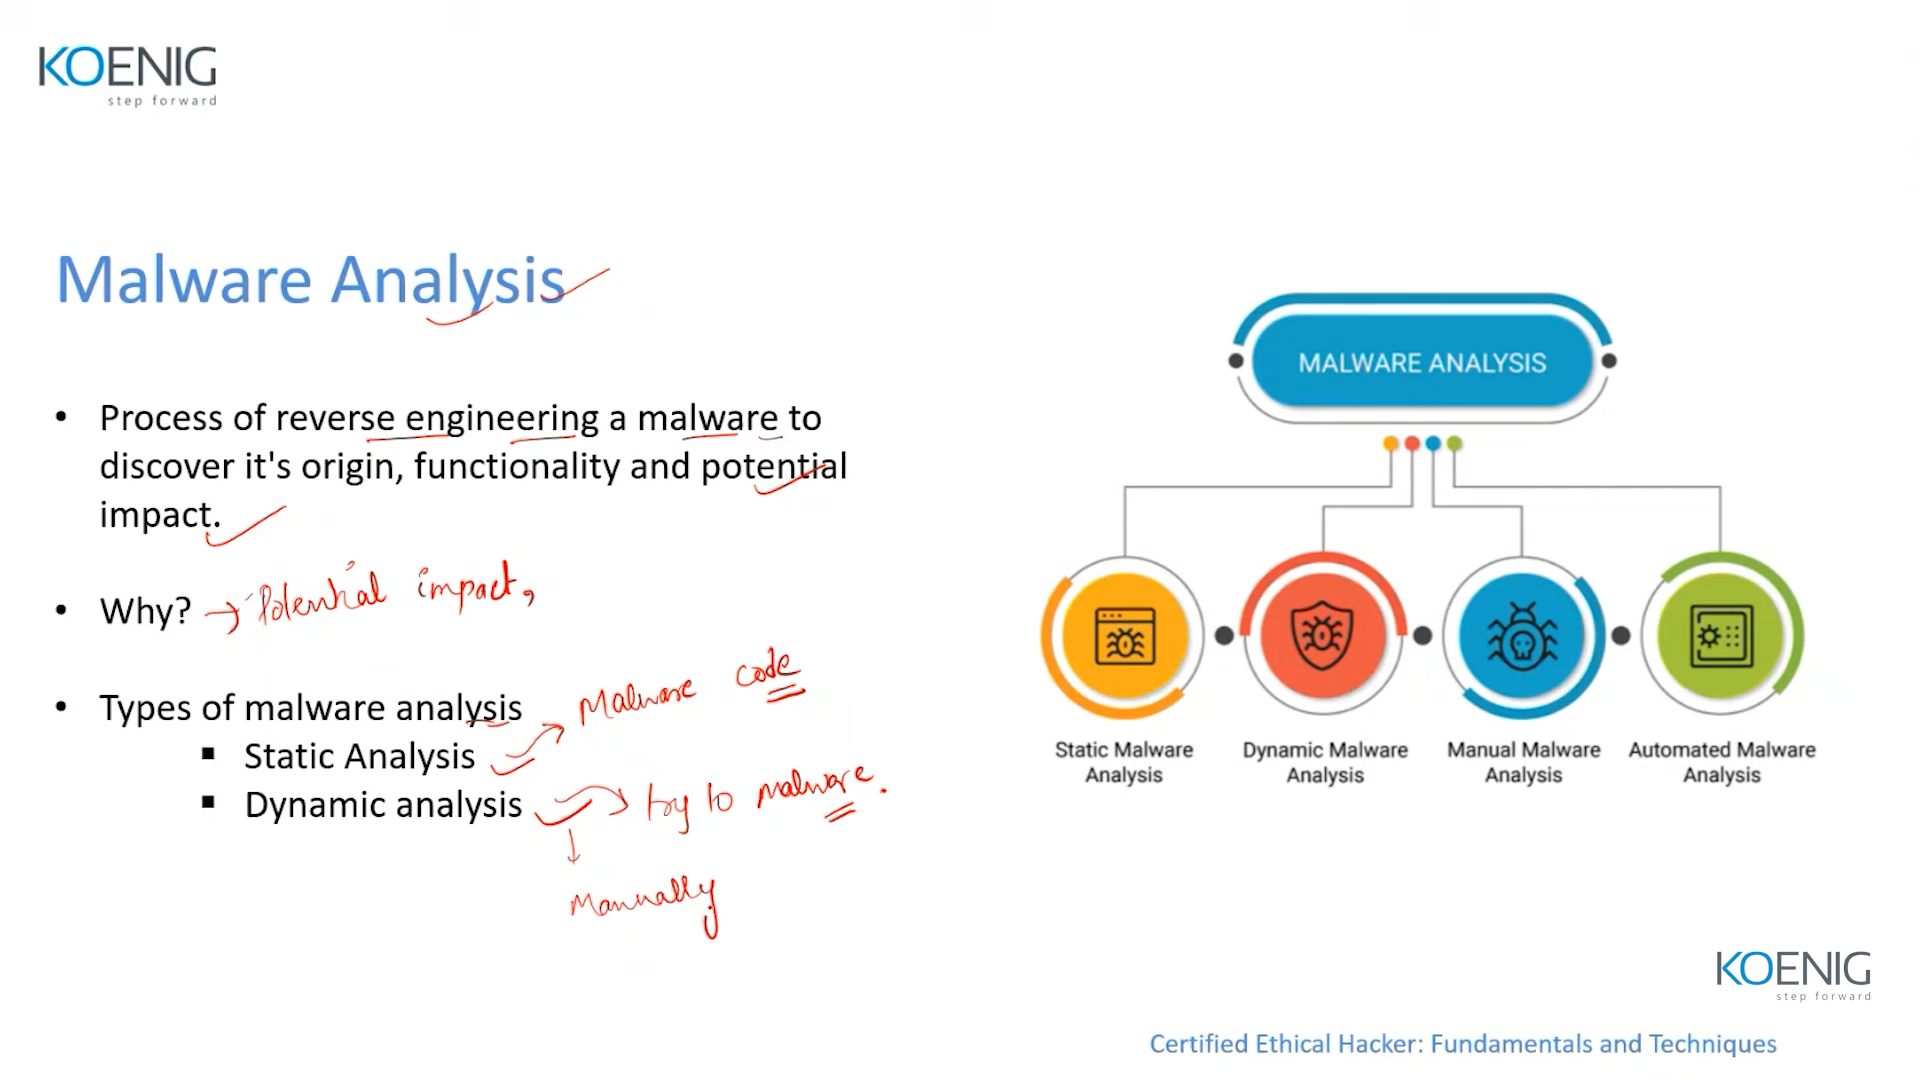 KOENIG
step forward
Malware Analysis
• Process of reverse engineering a malware to
discover it's origin, functionality and potential
impact.
• Why? → Potential impact,
• Types of malware analysis
▪ Static Analysis → Malware code
▪ Dynamic analysis → try to malware.
↓
Manually
MALWARE ANALYSIS
Static Malware
Analysis
Dynamic Malware
Analysis
Manual Malware
Analysis
Automated Malware
Analysis
KOENIG
step forward
Certified Ethical Hacker: Fundamentals and Techniques